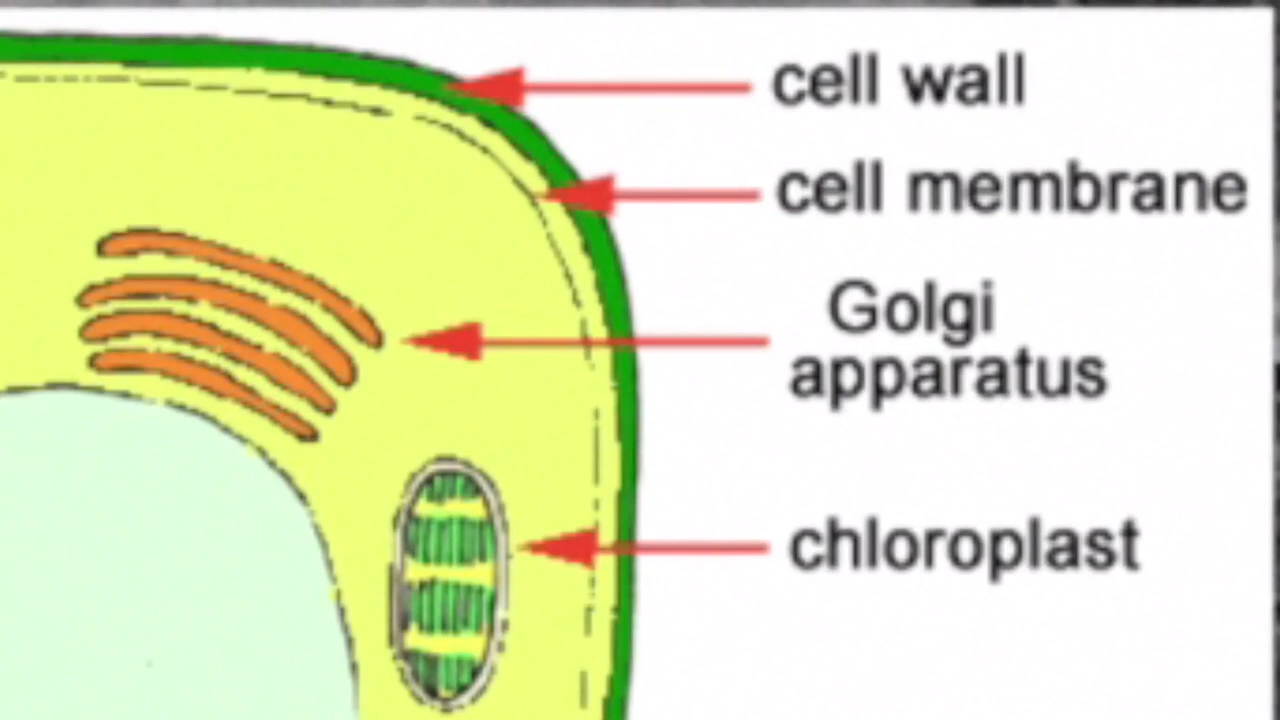 cell wall
cell membrane
Golgi
apparatus
chloroplast